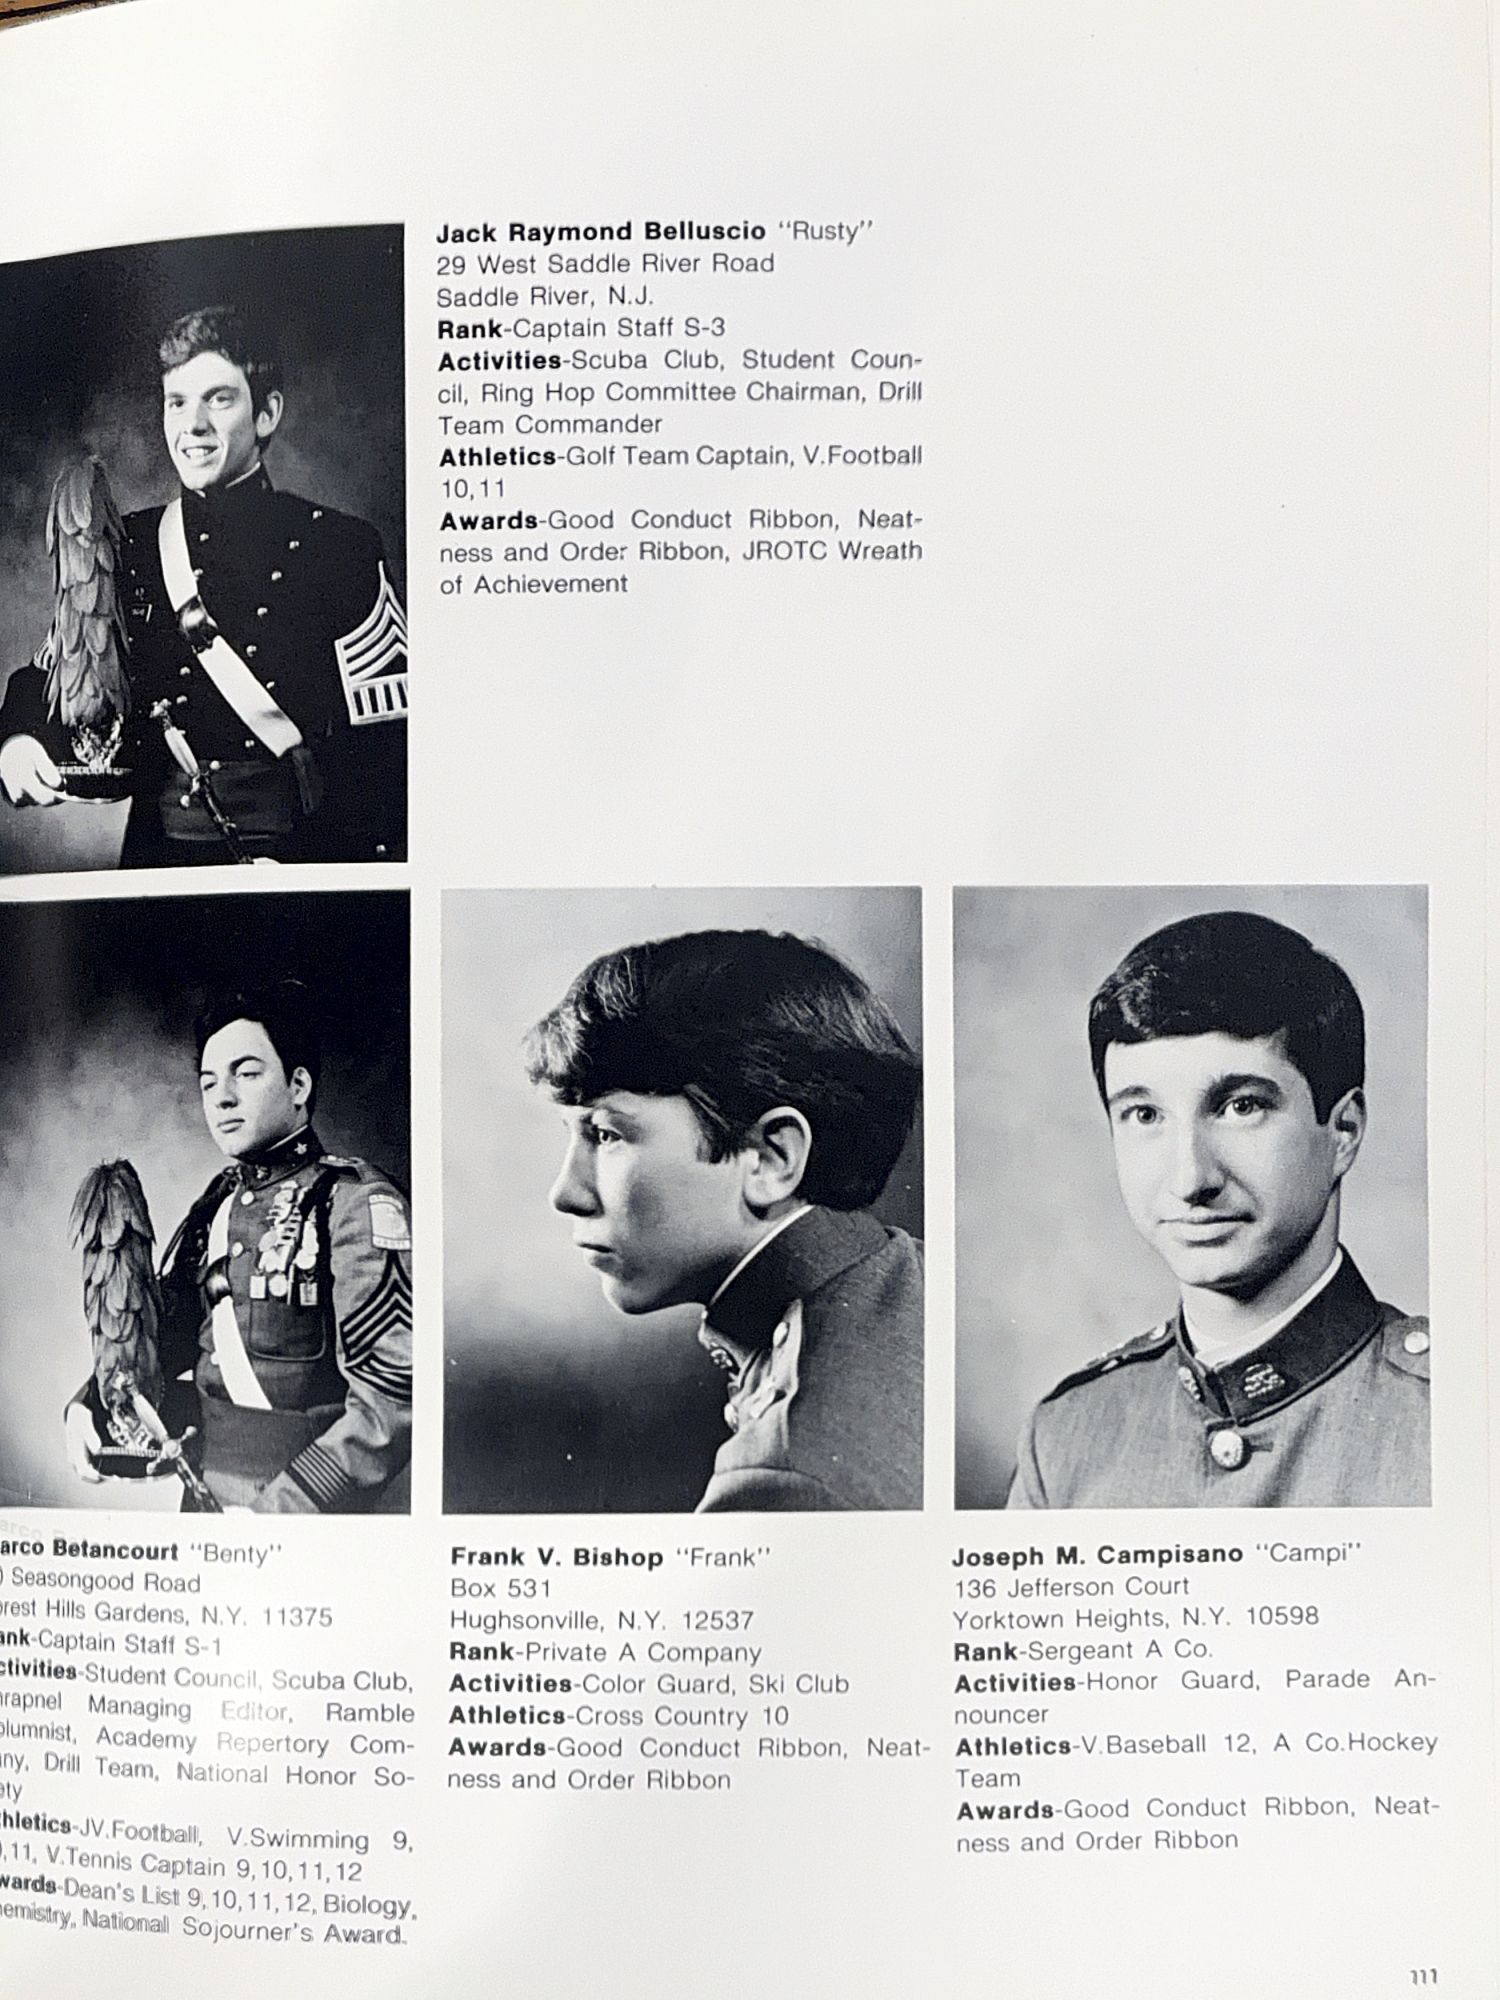 Jack Raymond Belluscio "Rusty"
29 West Saddle River Road
Saddle River, N.J.
Rank-Captain Staff S-3
Activities-Scuba Club, Student Coun-
cil, Ring Hop Committee Chairman, Drill
Team Commander
Athletics-Golf Team Captain, V.Football
10,11
Awards-Good Conduct Ribbon, Neat-
ness and Order Ribbon, JROTC Wreath
of Achievement
arco Betancourt "Benty"
) Seasongood Road
rest Hills Gardens, N.Y. 11375
ank-Captain Staff S-1
ctivities-Student Council, Scuba Club,
rapnel Managing Editor, Ramble
olumnist, Academy Repertory Com-
any, Drill Team, National Honor So-
ety
hletics-JV.Football, V.Swimming 9,
,11, V.Tennis Captain 9,10,11,12
wards-Dean's List 9,10,11,12, Biology,
hemistry, National Sojourner's Award.
Frank V. Bishop "Frank"
Box 531
Hughsonville, N.Y. 12537
Rank-Private A Company
Activities-Color Guard, Ski Club
Athletics-Cross Country 10
Awards-Good Conduct Ribbon, Neat-
ness and Order Ribbon
Joseph M. Campisano "Campi"
136 Jefferson Court
Yorktown Heights, N.Y. 10598
Rank-Sergeant A Co.
Activities-Honor Guard, Parade An-
nouncer
Athletics-V.Baseball 12, A Co.Hockey
Team
Awards-Good Conduct Ribbon, Neat-
ness and Order Ribbon
111